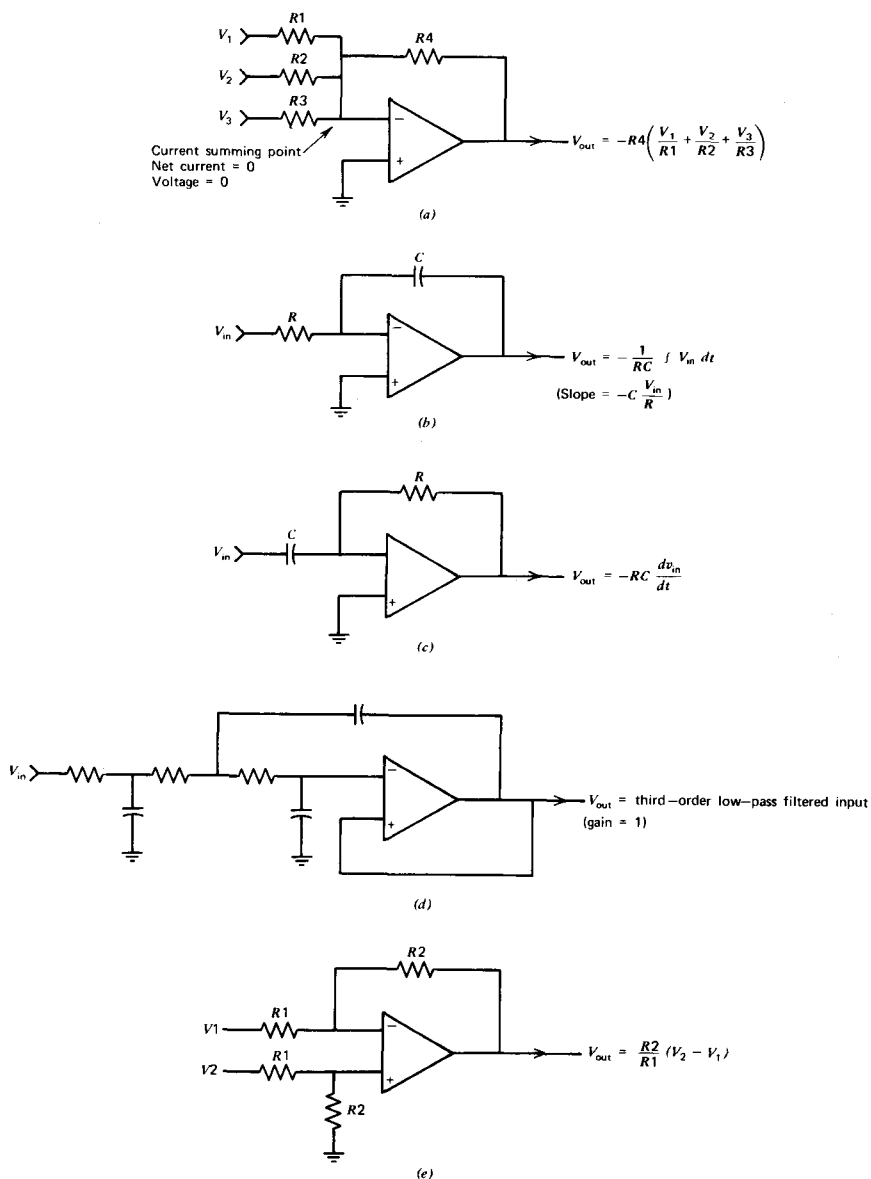 R1
V1
R2
R4
V2
R3
V3
−
+
Current summing point
Net current = 0
Voltage = 0
Vout = −R4(V1/R1 + V2/R2 + V3/R3)
(a)
C
R
Vin
−
+
Vout = − 1/RC ∫ Vin dt
(Slope = −C Vin/R)
(b)
R
C
Vin
+
Vout = −RC dvin/dt
(c)
Vin
−
+
Vout = third−order low−pass filtered input
(gain = 1)
(d)
R2
R1
V1
−
R1
V2
+
R2
Vout = R2/R1 (V2 − V1)
(e)